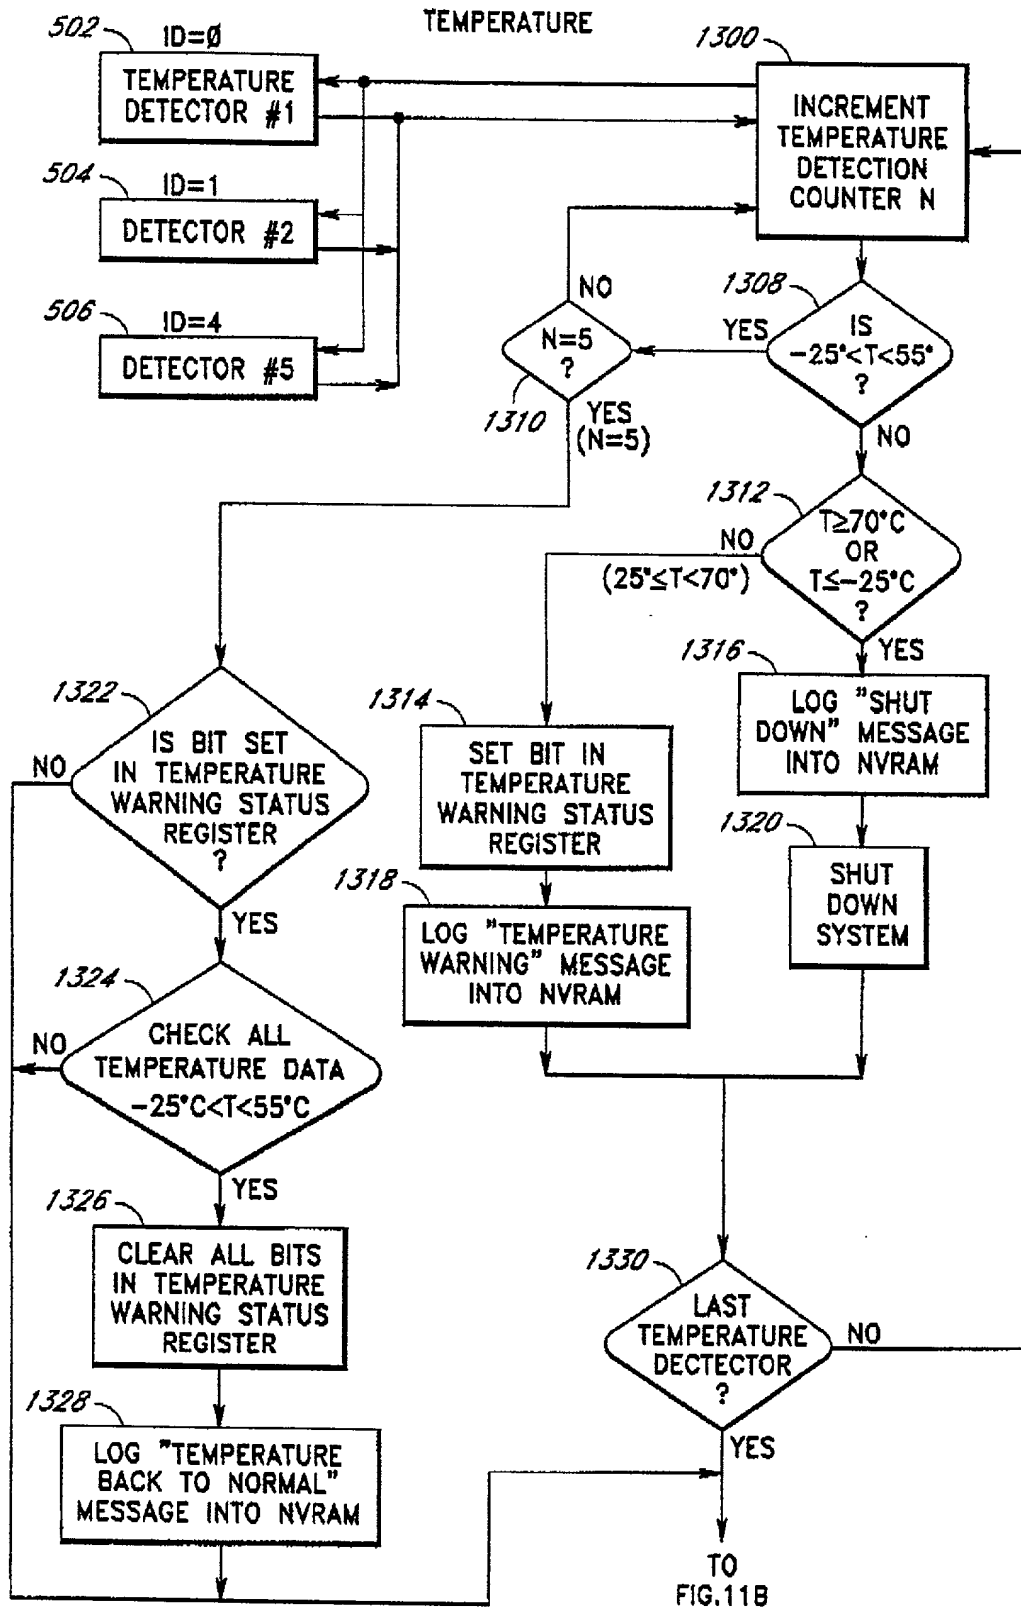 TEMPERATURE
502
ID=Ø
TEMPERATURE
DETECTOR #1
504
ID=1
DETECTOR #2
506
ID=4
DETECTOR #5
1300
INCREMENT
TEMPERATURE
DETECTION
COUNTER N
1308
IS
-25°<T<55°
?
YES
NO
N=5
?
1310
NO
YES
(N=5)
1312
T≥70°C
OR
T≤-25°C
?
NO
(25°≤T<70°)
YES
1316
LOG "SHUT
DOWN" MESSAGE
INTO NVRAM
1320
SHUT
DOWN
SYSTEM
1314
SET BIT IN
TEMPERATURE
WARNING STATUS
REGISTER
1318
LOG "TEMPERATURE
WARNING" MESSAGE
INTO NVRAM
1322
IS BIT SET
IN TEMPERATURE
WARNING STATUS
REGISTER
?
NO
YES
1324
CHECK ALL
TEMPERATURE DATA
-25°C<T<55°C
NO
YES
1326
CLEAR ALL BITS
IN TEMPERATURE
WARNING STATUS
REGISTER
1328
LOG "TEMPERATURE
BACK TO NORMAL"
MESSAGE INTO NVRAM
1330
LAST
TEMPERATURE
DECTECTOR
?
NO
YES
TO
FIG.11B